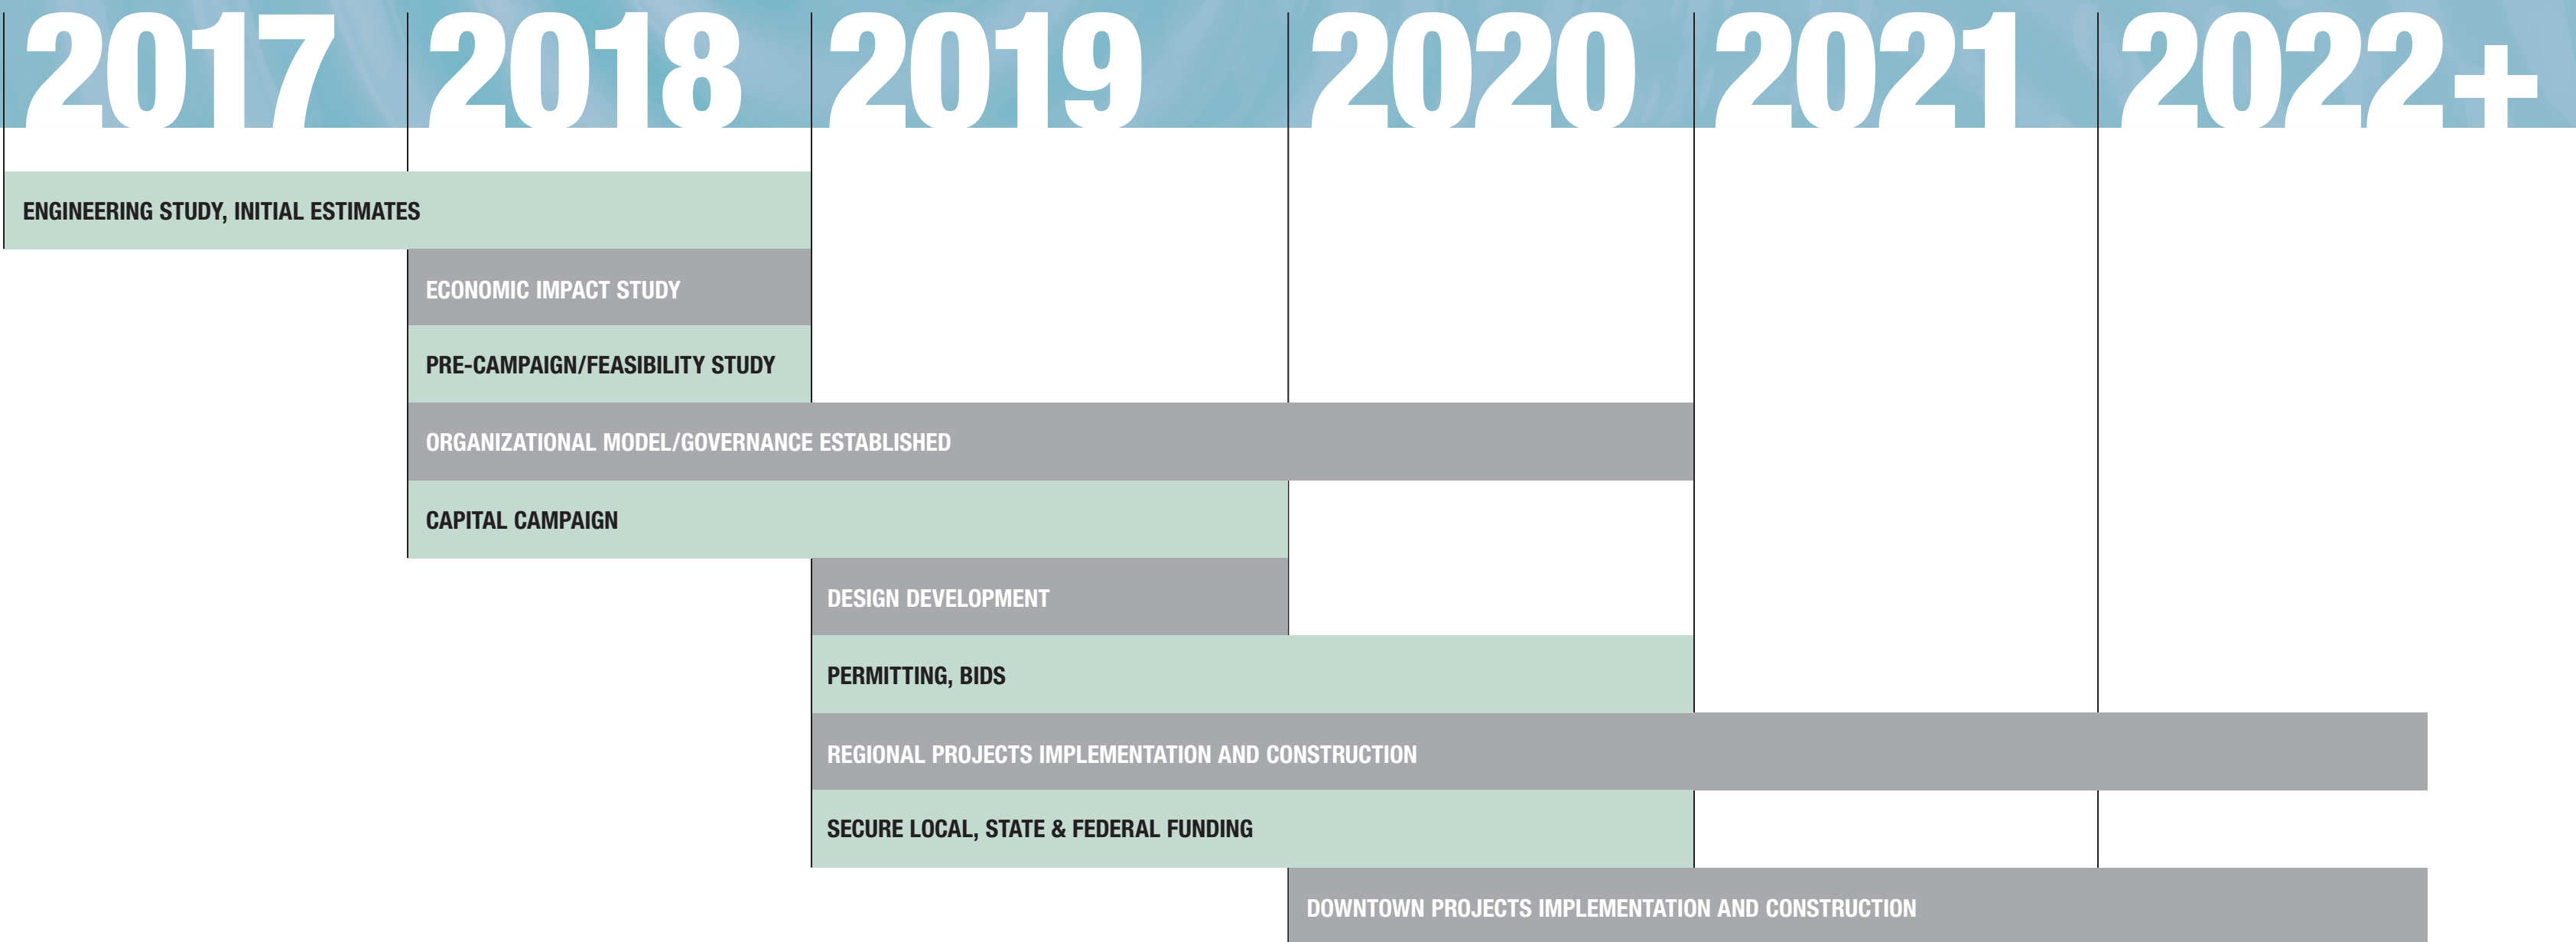 2017 2018 2019 2020 2021 2022+
ENGINEERING STUDY, INITIAL ESTIMATES
ECONOMIC IMPACT STUDY
PRE-CAMPAIGN/FEASIBILITY STUDY
ORGANIZATIONAL MODEL/GOVERNANCE ESTABLISHED
CAPITAL CAMPAIGN
DESIGN DEVELOPMENT
PERMITTING, BIDS
REGIONAL PROJECTS IMPLEMENTATION AND CONSTRUCTION
SECURE LOCAL, STATE & FEDERAL FUNDING
DOWNTOWN PROJECTS IMPLEMENTATION AND CONSTRUCTION